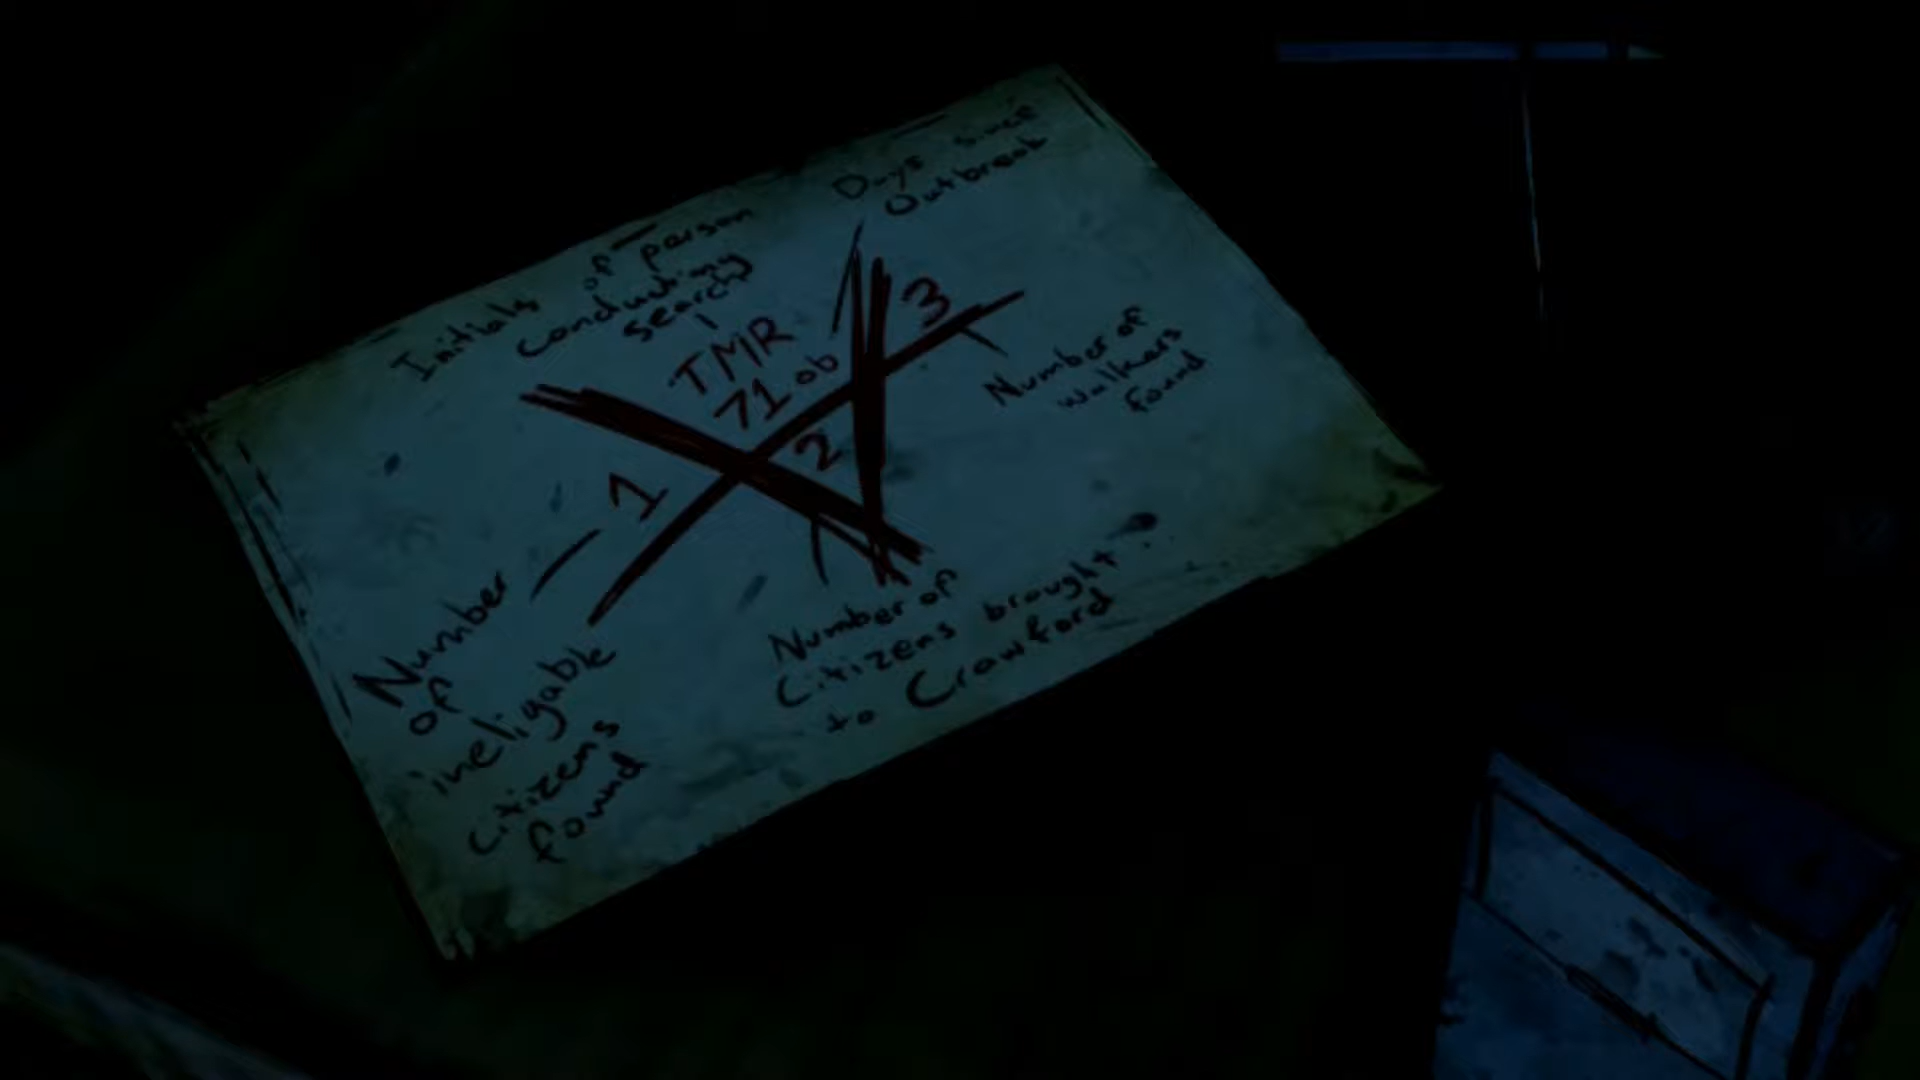 Days since
Outbreak
Initials of person
Conducting
Search
TMR
71 ob
3
Number of
walkers
found
2
1
Number
of
ineligable
Citizens
found
Number of
Citizens brought
to Crawford